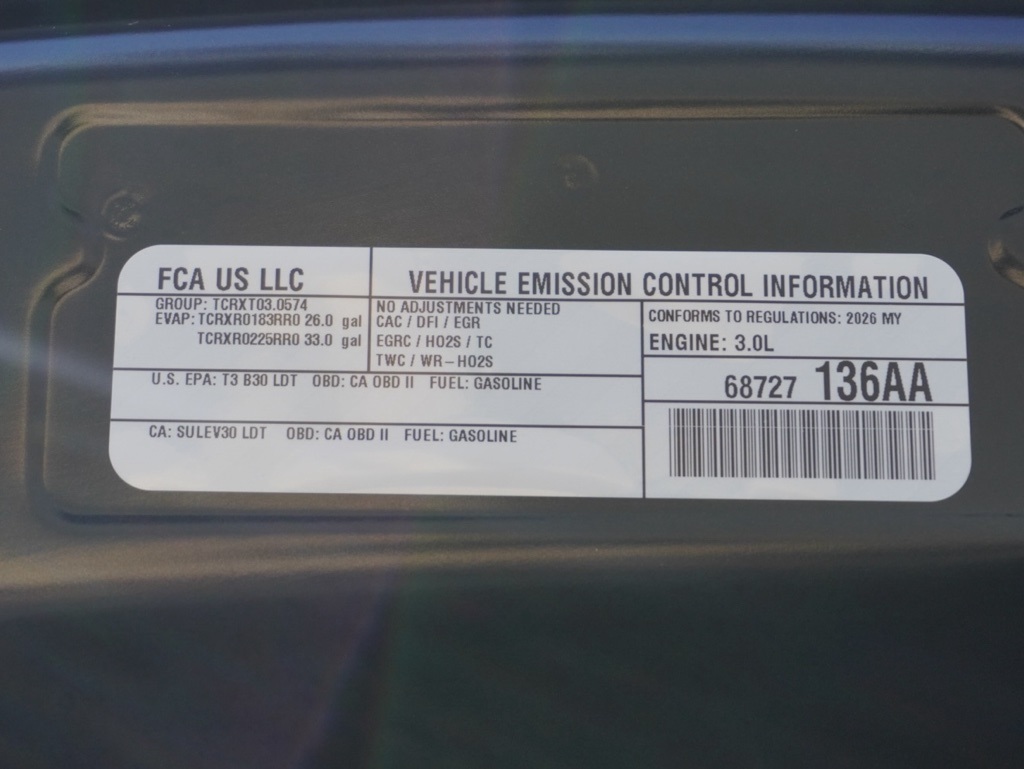 FCA US LLC
VEHICLE EMISSION CONTROL INFORMATION
GROUP: TCRXT03.0574
EVAP: TCRXR0183RR0 26.0 gal
TCRXR0225RR0 33.0 gal
NO ADJUSTMENTS NEEDED
CAC / DFI / EGR
EGRC / HO2S / TC
TWC / WR-HO2S
CONFORMS TO REGULATIONS: 2026 MY
ENGINE: 3.0L
U.S. EPA: T3 B30 LDT OBD: CA OBD II FUEL: GASOLINE
68727 136AA
CA: SULEV30 LDT OBD: CA OBD II FUEL: GASOLINE